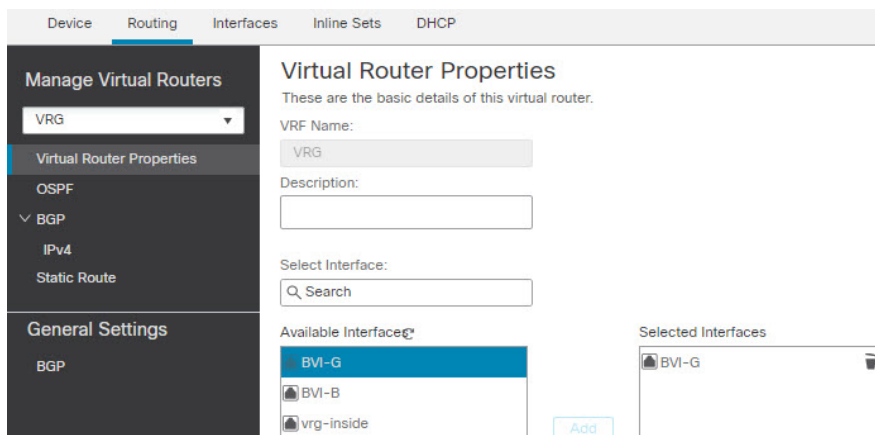 Device Routing Interfaces Inline Sets DHCP
Manage Virtual Routers
VRG
Virtual Router Properties
OSPF
BGP
IPv4
Static Route
General Settings
BGP
Virtual Router Properties
These are the basic details of this virtual router.
VRF Name:
VRG
Description:
Select Interface:
Search
Available Interfaces
BVI-G
BVI-B
vrg-inside
Add
Selected Interfaces
BVI-G